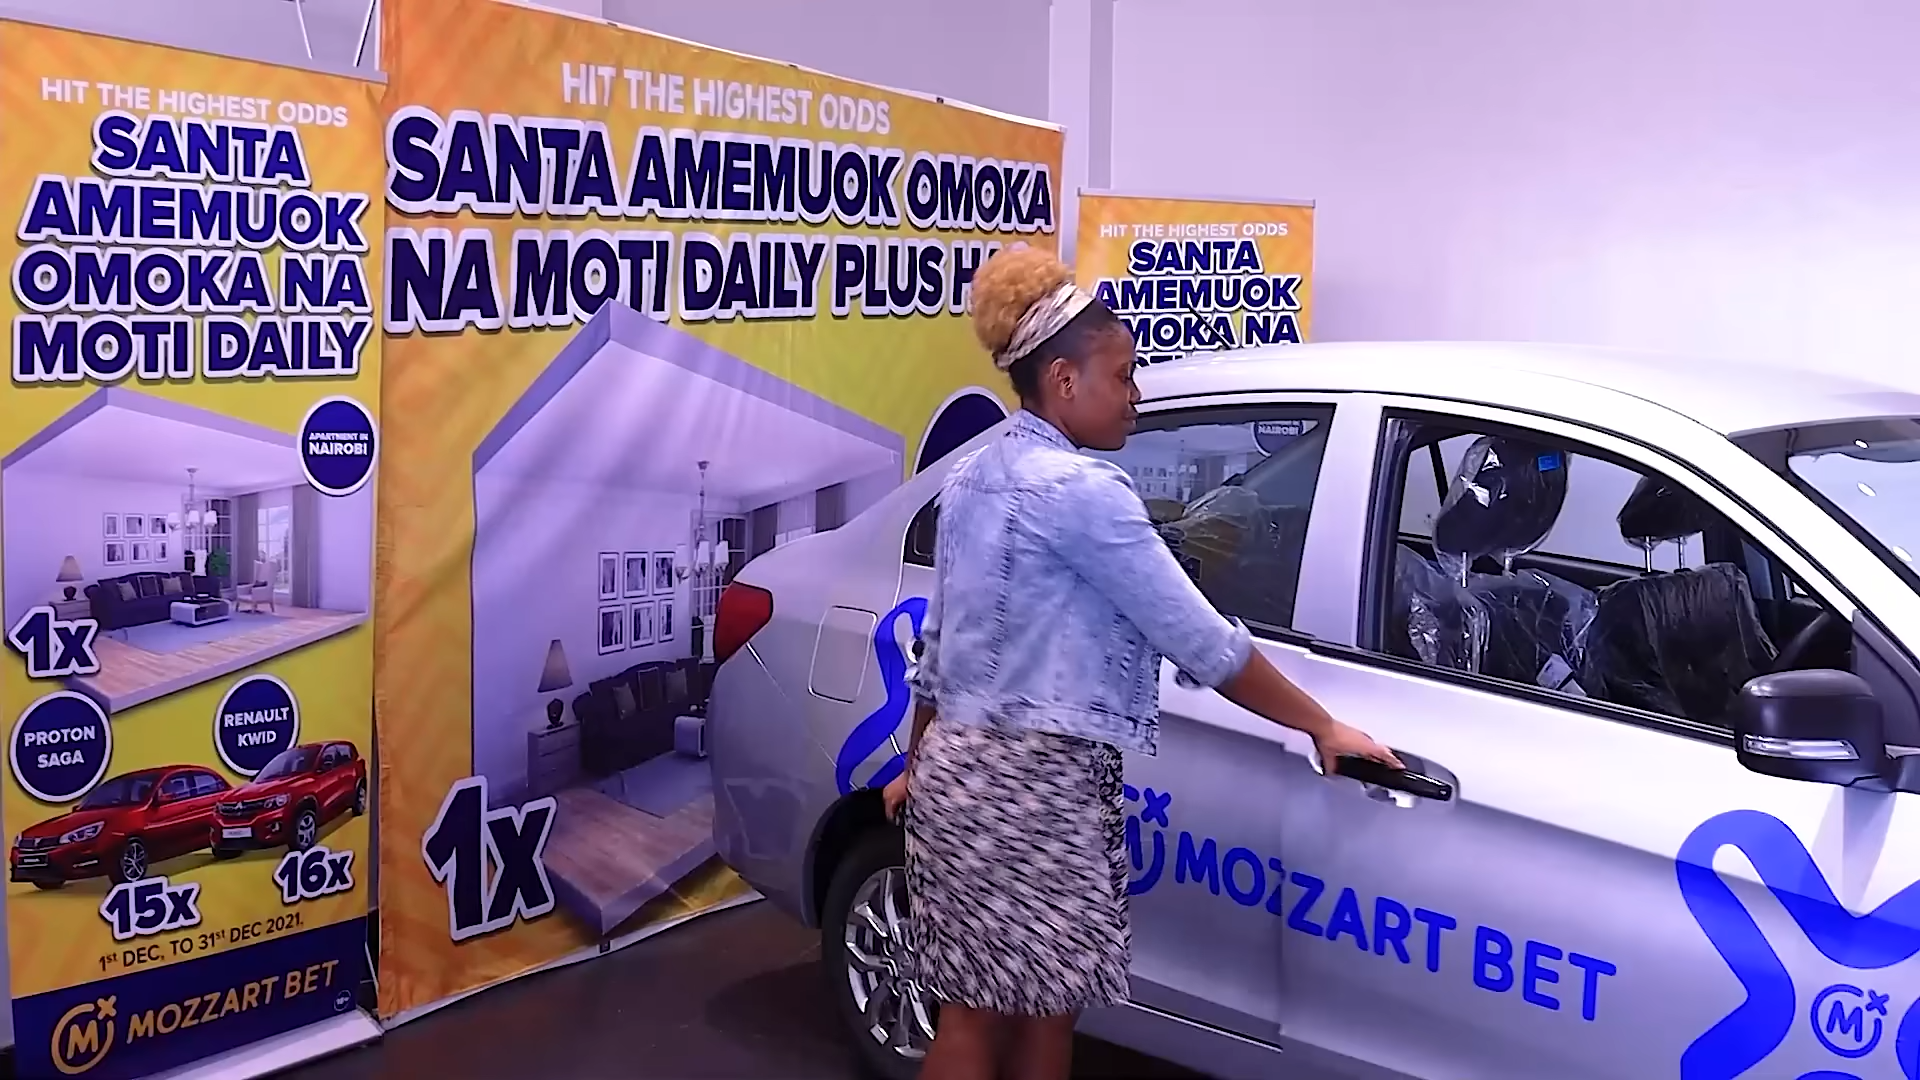 HIT THE HIGHEST ODDS
SANTA
AMEMUOK
OMOKA NA
MOTI DAILY
APARTMENT IN
NAIROBI
1x
PROTON
SAGA
RENAULT
KWID
15x
16x
1st DEC, TO 31st DEC 2021.
MOZZART BET
18+
HIT THE HIGHEST ODDS
SANTA AMEMUOK OMOKA
NA MOTI DAILY PLUS
1x
HIT THE HIGHEST ODDS
SANTA
AMEMUOK
OMOKA NA
NAIROBI
MOZZART BET